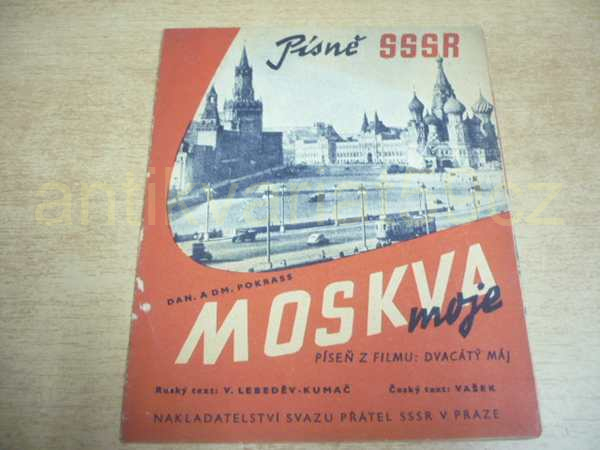 Písně SSSR
DAN. A DM. POKRASS
MOSKVA
moje
PÍSEŇ Z FILMU: DVACÁTÝ MÁJ
Ruský text: V. LEBEDĚV-KUMAČ Český text: VAŠEK
NAKLADATELSTVÍ SVAZU PŘÁTEL SSSR V PRAZE